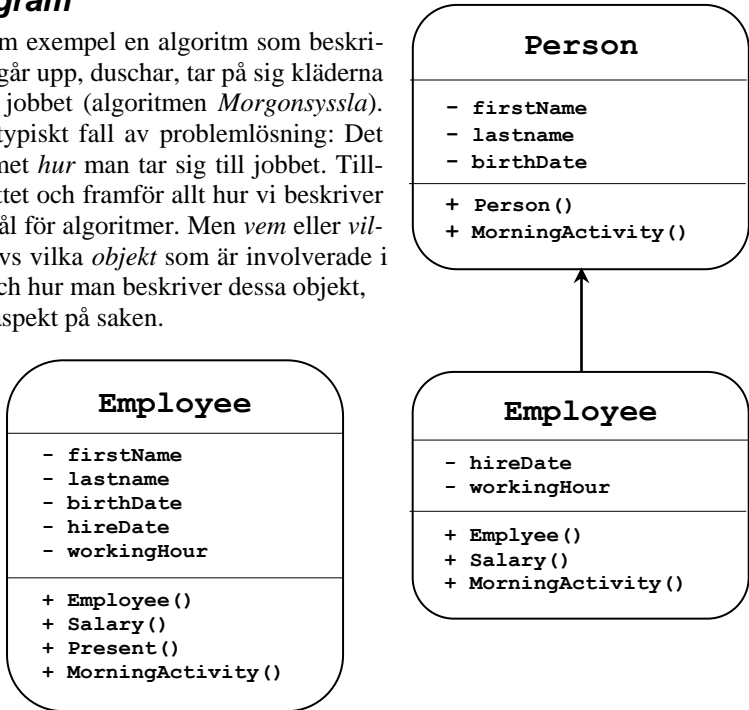 gram
m exempel en algoritm som beskri-
går upp, duschar, tar på sig kläderna
jobbet (algoritmen Morgonsyssla).
typiskt fall av problemlösning: Det
met hur man tar sig till jobbet. Till-
ttet och framför allt hur vi beskriver
ål för algoritmer. Men vem eller vil-
vs vilka objekt som är involverade i
ch hur man beskriver dessa objekt,
aspekt på saken.
Person
- firstName
- lastname
- birthDate
+ Person()
+ MorningActivity()
Employee
- firstName
- lastname
- birthDate
- hireDate
- workingHour
+ Employee()
+ Salary()
+ Present()
+ MorningActivity()
Employee
- hireDate
- workingHour
+ Emplyee()
+ Salary()
+ MorningActivity()